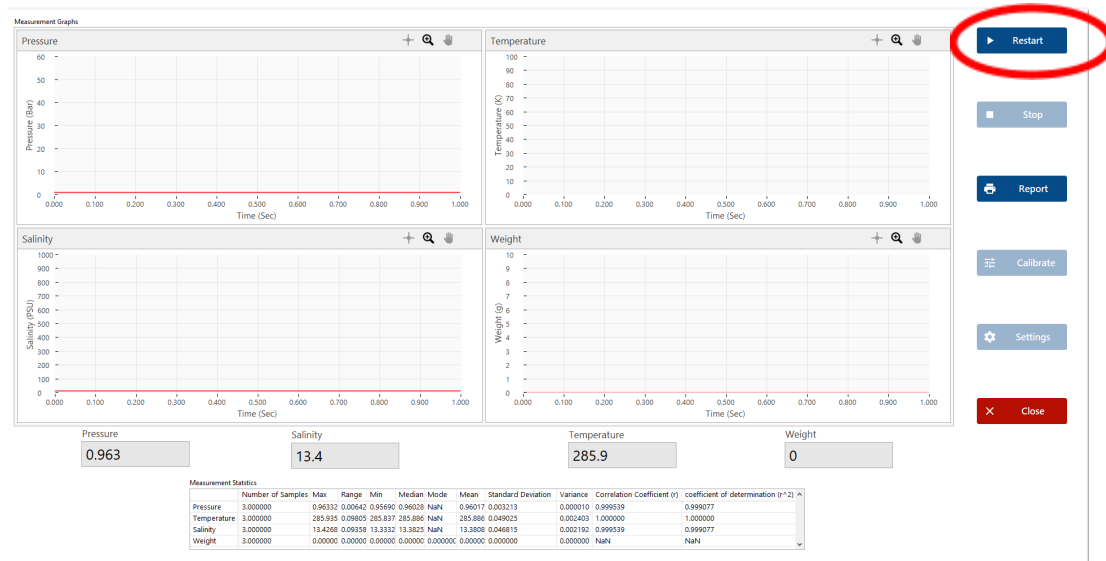 Measurement Graphs
Pressure
60
50
40
30
20
10
0
Pressure (Bar)
0.000 0.100 0.200 0.300 0.400 0.500 0.600 0.700 0.800 0.900 1.000
Time (Sec)
Temperature
100
90
80
70
60
50
40
30
20
10
0
Temperature (K)
0.000 0.100 0.200 0.300 0.400 0.500 0.600 0.700 0.800 0.900 1.000
Time (Sec)
Salinity
1000
900
800
700
600
500
400
300
200
100
0
Salinity (PSU)
0.000 0.100 0.200 0.300 0.400 0.500 0.600 0.700 0.800 0.900 1.000
Time (Sec)
Weight
10
9
8
7
6
5
4
3
2
1
0
Weight (g)
0.000 0.100 0.200 0.300 0.400 0.500 0.600 0.700 0.800 0.900 1.000
Time (Sec)
Restart
Stop
Report
Calibrate
Settings
Close
Pressure Salinity Temperature Weight
0.963 13.4 285.9 0
Measurement Statstics
Number of Samples Max Range Min Median Mode Mean Standard Deviation Variance Correlation Coefficient (r) coefficient of determination (r^2)
Pressure 3.000000 0.96332 0.00642 0.95690 0.96028 NaN 0.96017 0.003213 0.000010 0.999539 0.999077
Temperature 3.000000 285.935 0.09805 285.837 285.886 NaN 285.886 0.049025 0.002403 1.000000 1.000000
Salinity 3.000000 13.4268 0.09358 13.3332 13.3825 NaN 13.3808 0.046815 0.002192 0.999539 0.999077
Weight 3.000000 0.00000 0.00000 0.00000 0.00000 0.00000 0.00000 0.000000 0.000000 NaN NaN